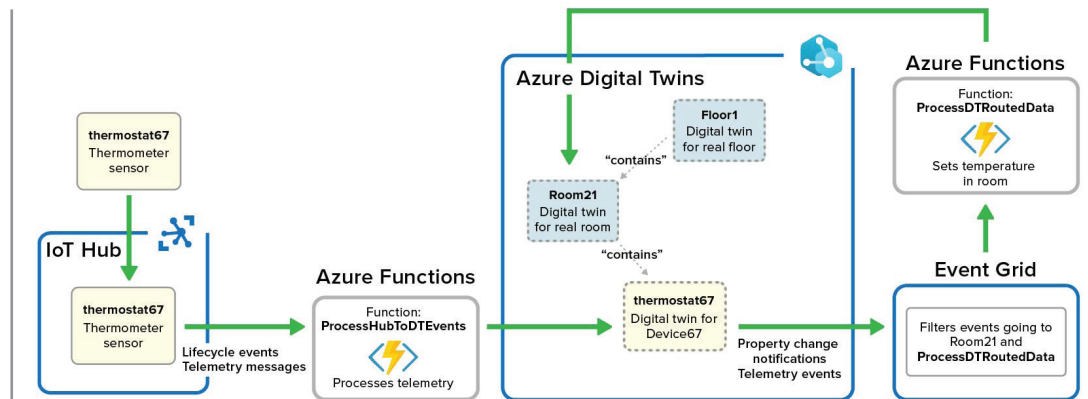 thermostat67
Thermometer
sensor
IoT Hub
thermostat67
Thermometer
sensor
Lifecycle events
Telemetry messages
Azure Functions
Function:
ProcessHubToDTEvents
Processes telemetry
Azure Digital Twins
Floor1
Digital twin
for real floor
“contains”
Room21
Digital twin
for real room
“contains”
thermostat67
Digital twin for
Device67
Property change
notifications
Telemetry events
Event Grid
Filters events going to
Room21 and
ProcessDTRoutedData
Azure Functions
Function:
ProcessDTRoutedData
Sets temperature
in room